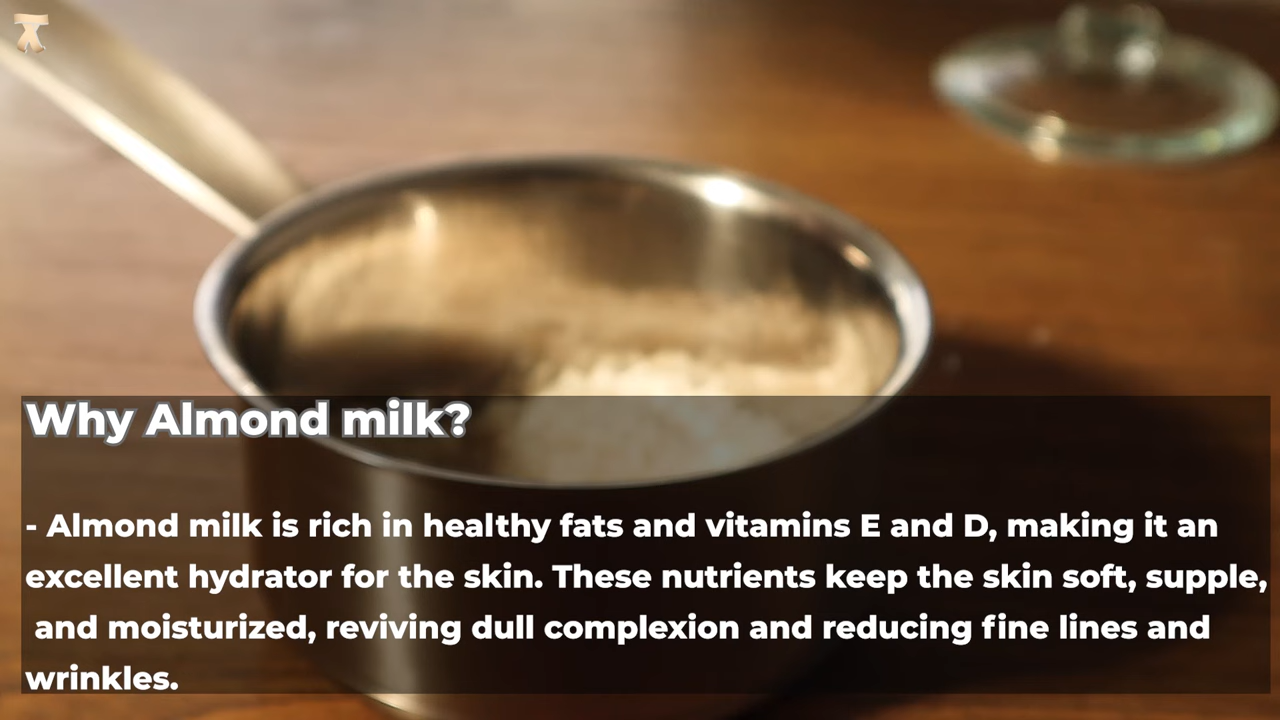 Why Almond milk?
- Almond milk is rich in healthy fats and vitamins E and D, making it an
excellent hydrator for the skin. These nutrients keep the skin soft, supple,
and moisturized, reviving dull complexion and reducing fine lines and
wrinkles.